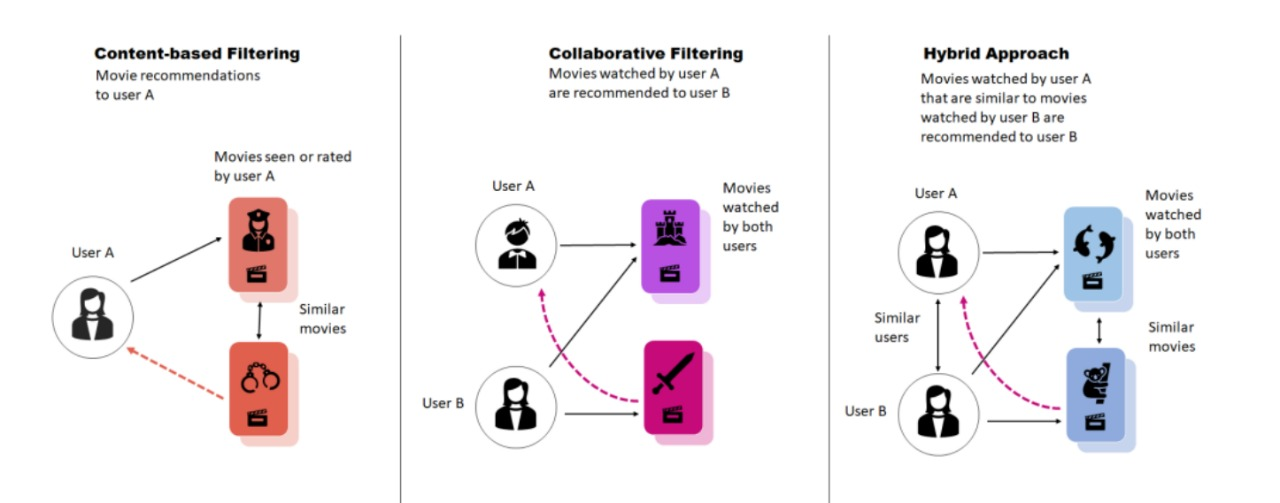 Content-based Filtering
Movie recommendations
to user A
Movies seen or rated
by user A
User A
Similar
movies
Collaborative Filtering
Movies watched by user A
are recommended to user B
User A
Movies
watched
by both
users
User B
Hybrid Approach
Movies watched by user A
that are similar to movies
watched by user B are
recommended to user B
User A
Movies
watched
by both
users
Similar
users
Similar
movies
User B